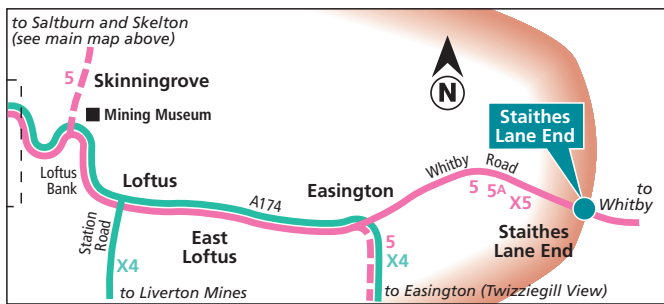 to Saltburn and Skelton
(see main map above)
5
Skinningrove
Mining Museum
Loftus
Bank
Loftus
Station
Road
X4
to Liverton Mines
A174
East
Loftus
Easington
5
X4
to Easington (Twizziegill View)
N
Whitby Road
5 5A X5
Staithes
Lane End
to
Whitby
Staithes
Lane End